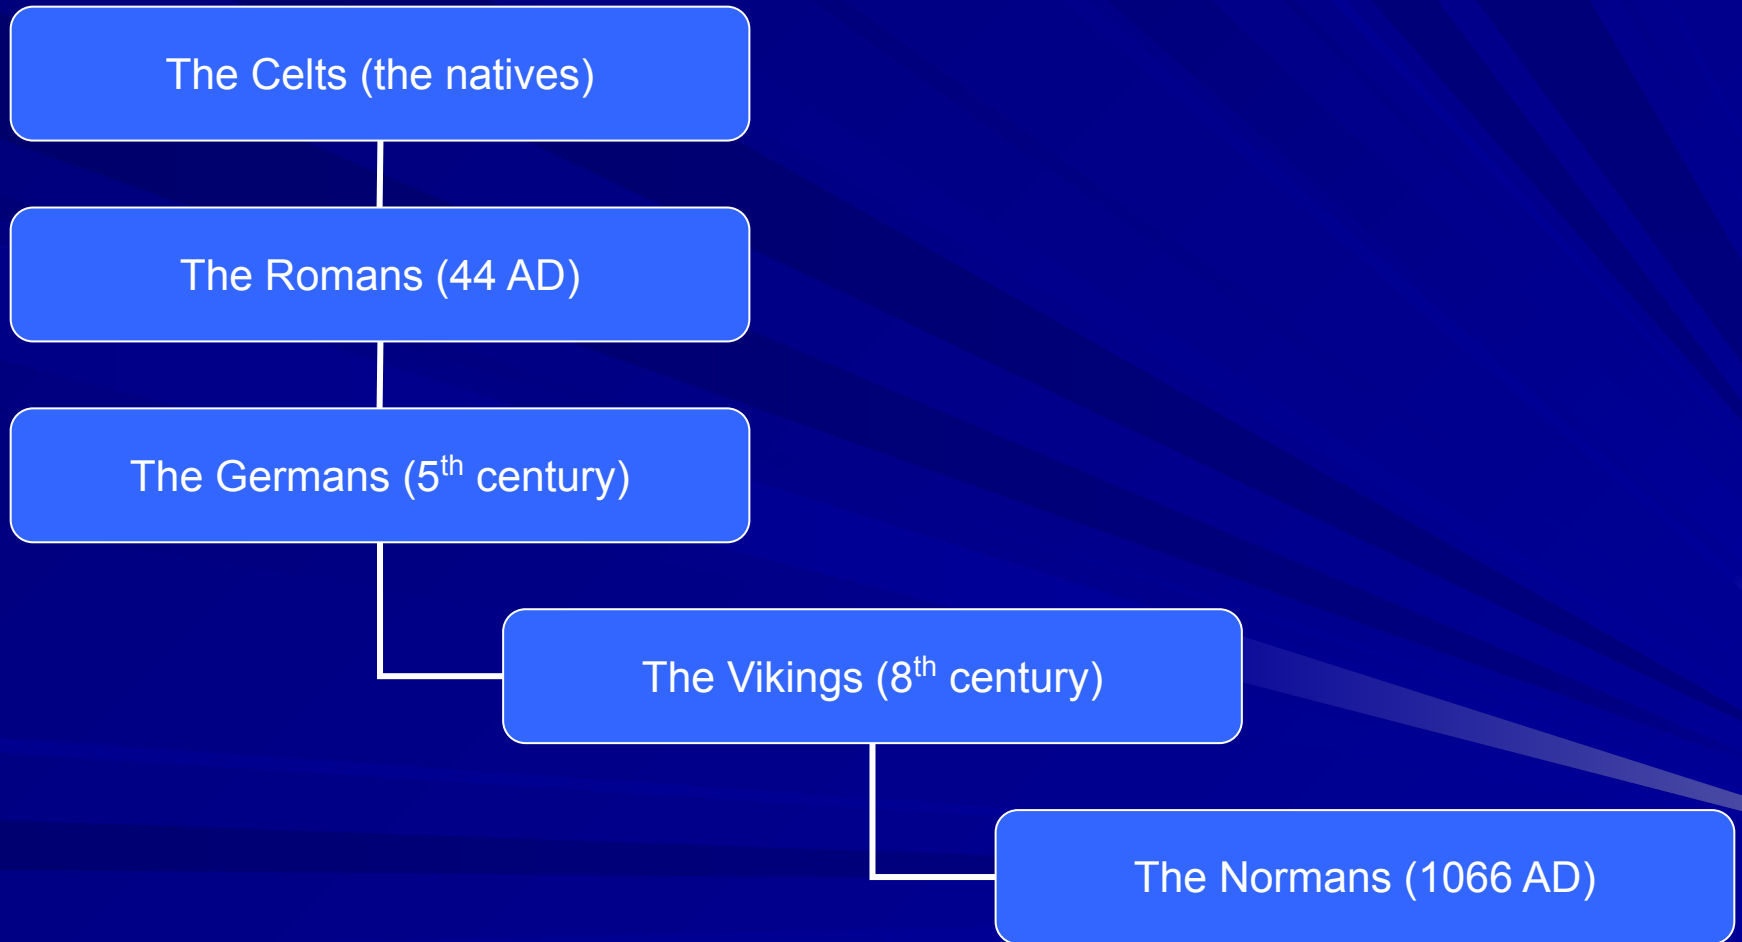 The Celts (the natives)
The Romans (44 AD)
The Germans (5th century)
The Vikings (8th century)
The Normans (1066 AD)